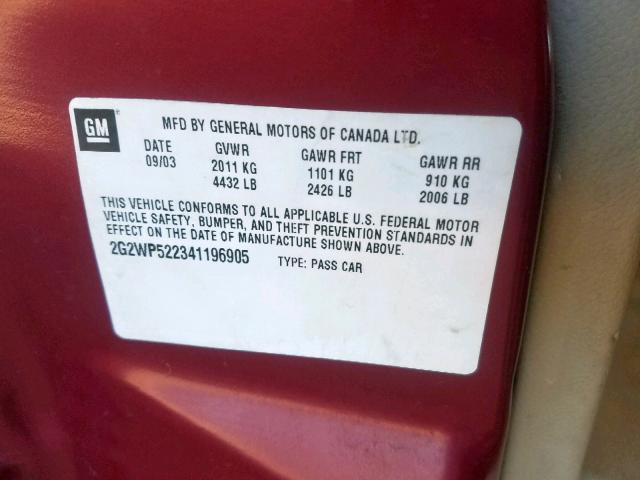 GM
MFD BY GENERAL MOTORS OF CANADA LTD.
DATE GVWR GAWR FRT GAWR RR
09/03 2011 KG 1101 KG 910 KG
4432 LB 2426 LB 2006 LB
THIS VEHICLE CONFORMS TO ALL APPLICABLE U.S. FEDERAL MOTOR
VEHICLE SAFETY, BUMPER, AND THEFT PREVENTION STANDARDS IN
EFFECT ON THE DATE OF MANUFACTURE SHOWN ABOVE.
2G2WP522341196905 TYPE: PASS CAR